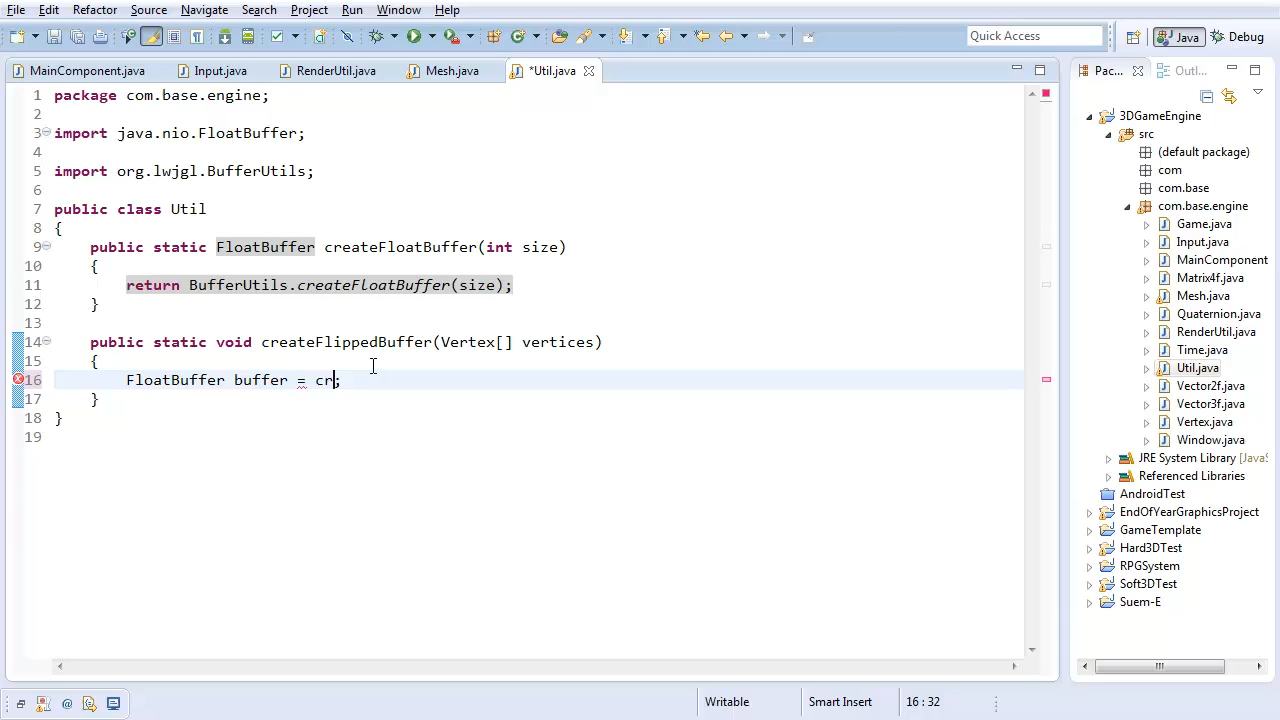 File Edit Refactor Source Navigate Search Project Run Window Help
Quick Access
Java
Debug
MainComponent.java
Input.java
RenderUtil.java
Mesh.java
*Util.java
Pac...
Outl...
1 package com.base.engine;
2
3 import java.nio.FloatBuffer;
4
5 import org.lwjgl.BufferUtils;
6
7 public class Util
8 {
9 public static FloatBuffer createFloatBuffer(int size)
10 {
11 return BufferUtils.createFloatBuffer(size);
12 }
13
14 public static void createFlippedBuffer(Vertex[] vertices)
15 {
16 FloatBuffer buffer = cr;
17 }
18 }
19
3DGameEngine
src
(default package)
com
com.base
com.base.engine
Game.java
Input.java
MainComponent
Matrix4f.java
Mesh.java
Quaternion.java
RenderUtil.java
Time.java
Util.java
Vector2f.java
Vector3f.java
Vertex.java
Window.java
JRE System Library [JavaS
Referenced Libraries
AndroidTest
EndOfYearGraphicsProject
GameTemplate
Hard3DTest
RPGSystem
Soft3DTest
Suem-E
Writable
Smart Insert
16 : 32